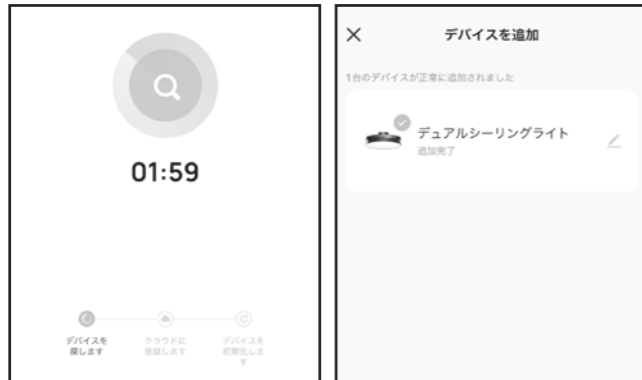 01:59
デバイスを
探します
クラウドに
登録します
デバイスを
初期化しま
す
デバイスを追加
1台のデバイスが正常に追加されました
デュアルシーリングライト
追加完了